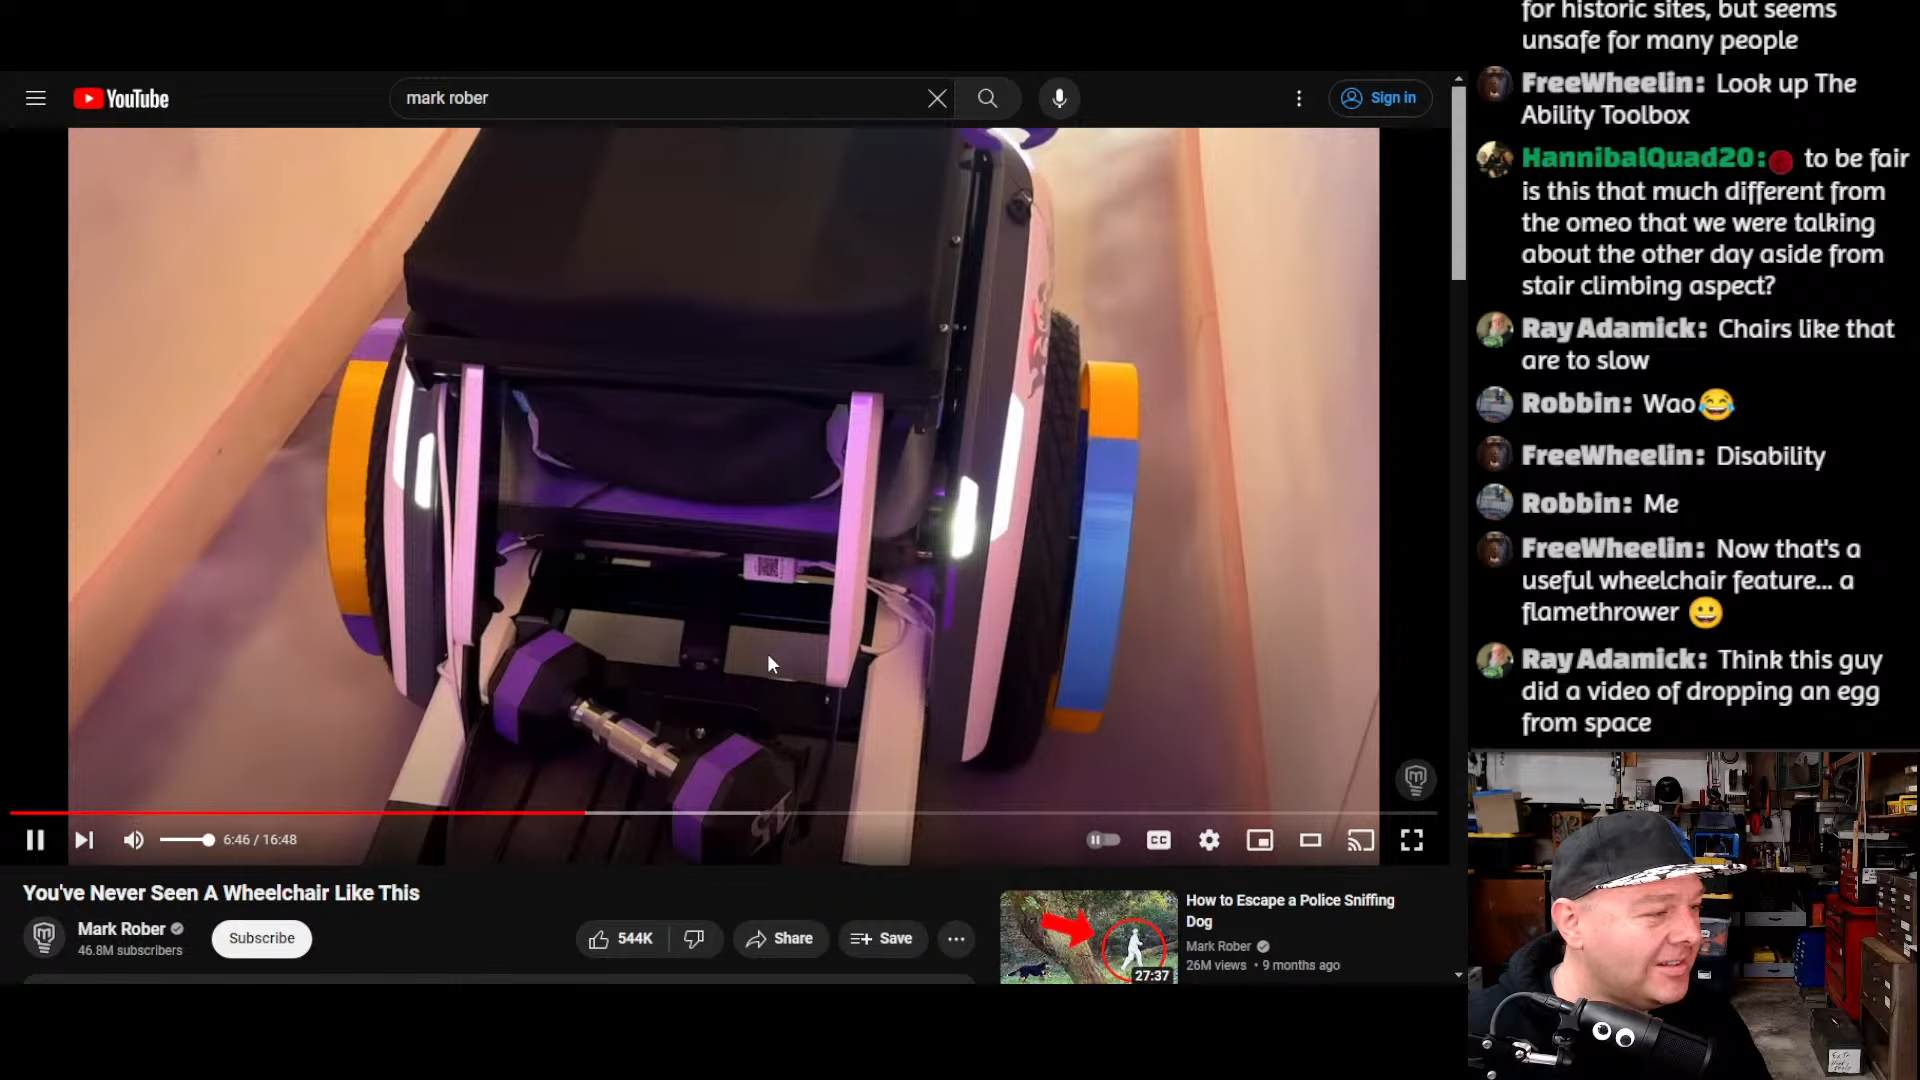 YouTube
mark rober
Sign in
6:46 / 16:48
CC
You've Never Seen A Wheelchair Like This
Mark Rober
46.8M subscribers
Subscribe
544K
Share
Save
27:37
How to Escape a Police Sniffing
Dog
Mark Rober
26M views • 9 months ago
for historic sites, but seems
unsafe for many people
FreeWheelin: Look up The
Ability Toolbox
HannibalQuad20: to be fair
is this that much different from
the omeo that we were talking
about the other day aside from
stair climbing aspect?
Ray Adamick: Chairs like that
are to slow
Robbin: Wao😂
FreeWheelin: Disability
Robbin: Me
FreeWheelin: Now that's a
useful wheelchair feature... a
flamethrower 😀
Ray Adamick: Think this guy
did a video of dropping an egg
from space